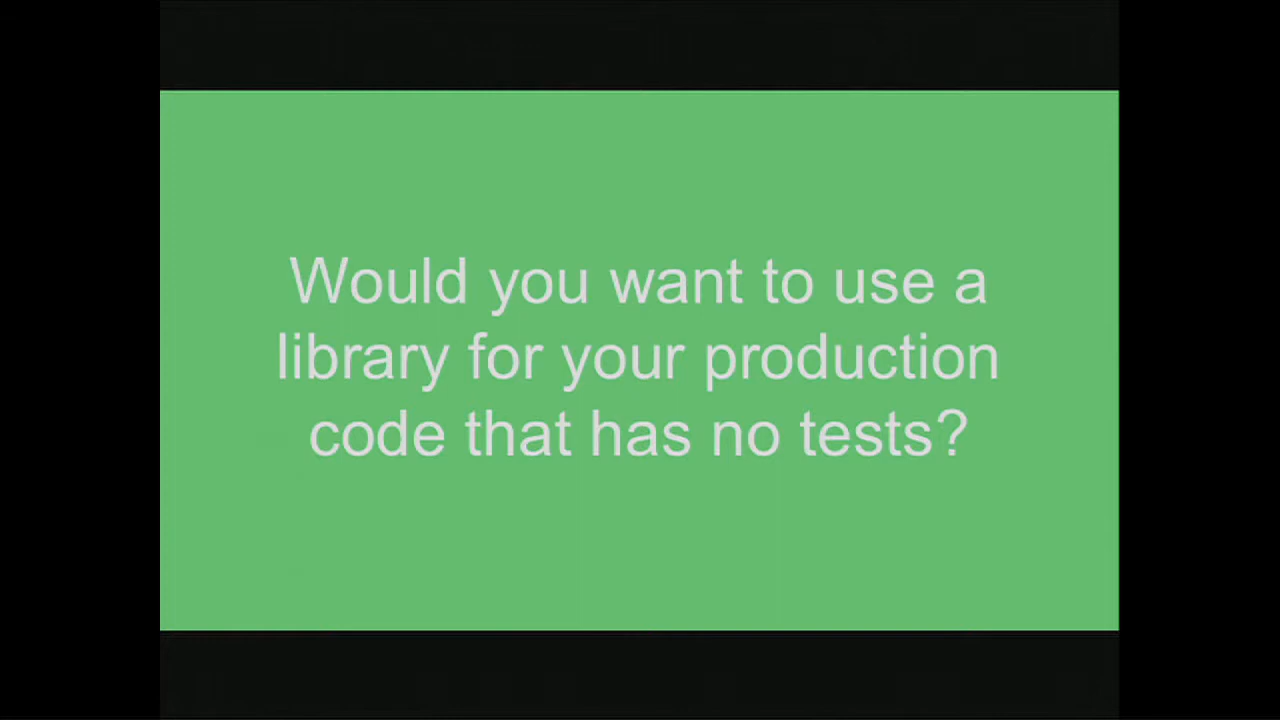 Would you want to use a
library for your production
code that has no tests?